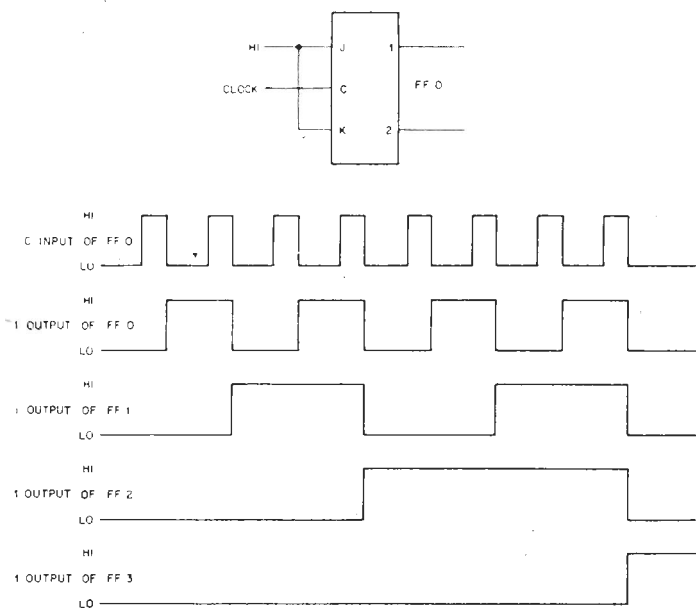 HI
J
1
CLOCK
C
FF 0
K
2
HI
C INPUT OF FF 0
LO
HI
1 OUTPUT OF FF 0
LO
HI
1 OUTPUT OF FF 1
LO
HI
1 OUTPUT OF FF 2
LO
HI
1 OUTPUT OF FF 3
LO